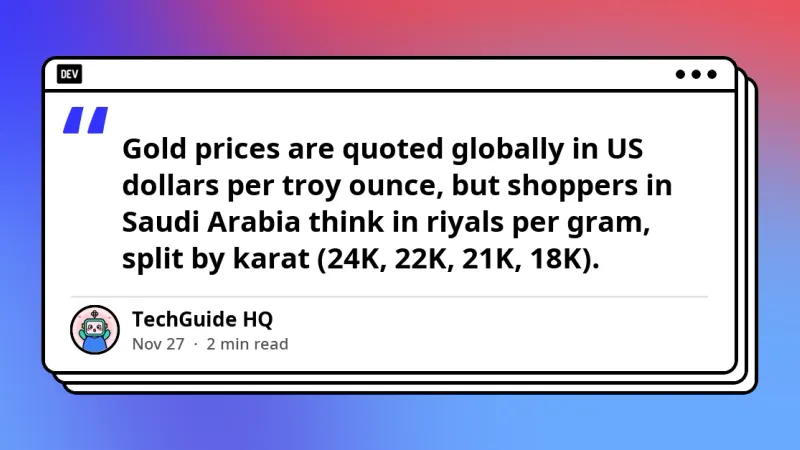 DEV
Gold prices are quoted globally in US
dollars per troy ounce, but shoppers in
Saudi Arabia think in riyals per gram,
split by karat (24K, 22K, 21K, 18K).
TechGuide HQ
Nov 27 · 2 min read